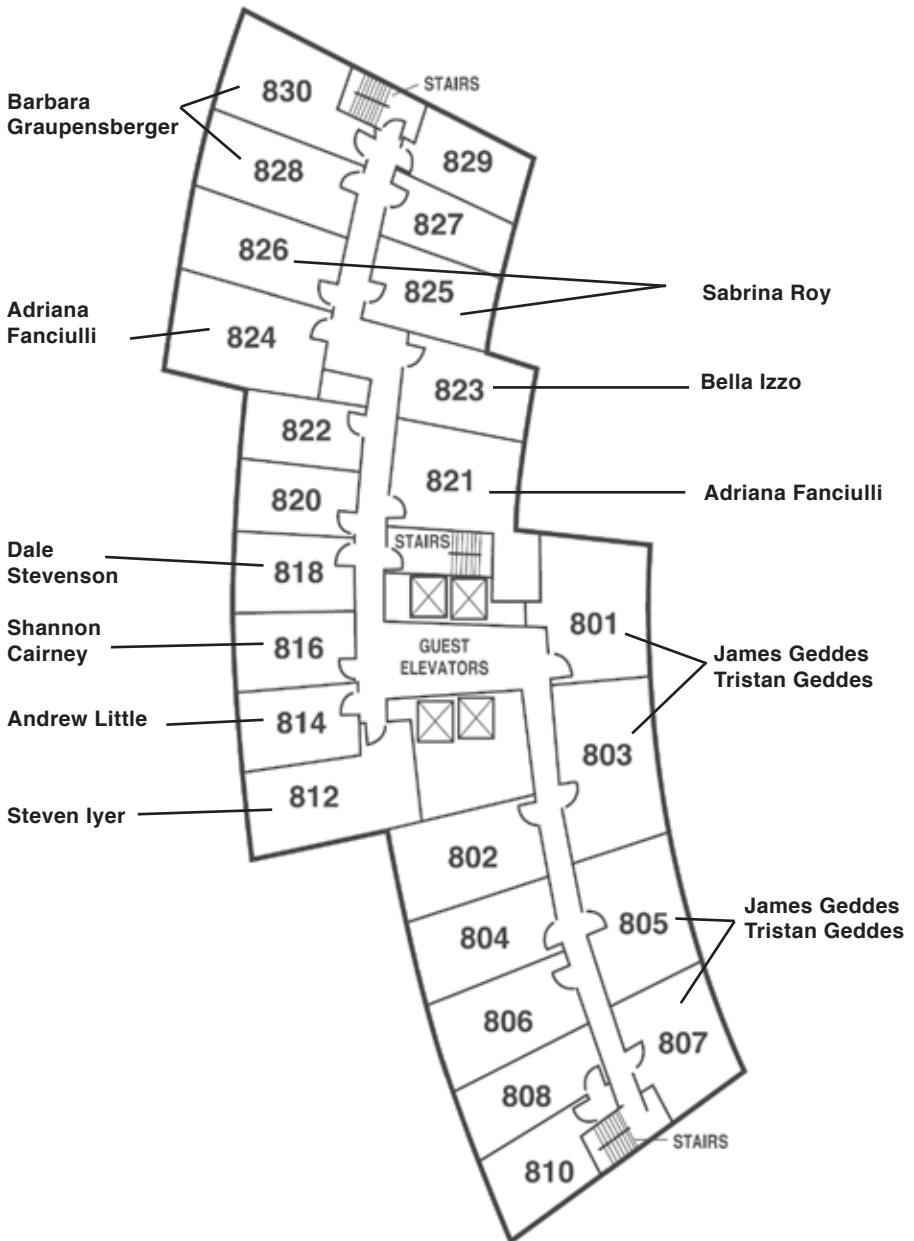 830
STAIRS
Barbara
Graupensberger
829
828
827
826
825
Sabrina Roy
Adriana
Fanciulli
824
823
Bella Izzo
822
821
Adriana Fanciulli
820
STAIRS
Dale
Stevenson
818
801
Shannon
Cairney
816
GUEST
ELEVATORS
James Geddes
Tristan Geddes
Andrew Little
814
803
812
Steven Iyer
802
James Geddes
Tristan Geddes
805
804
806
807
808
STAIRS
810